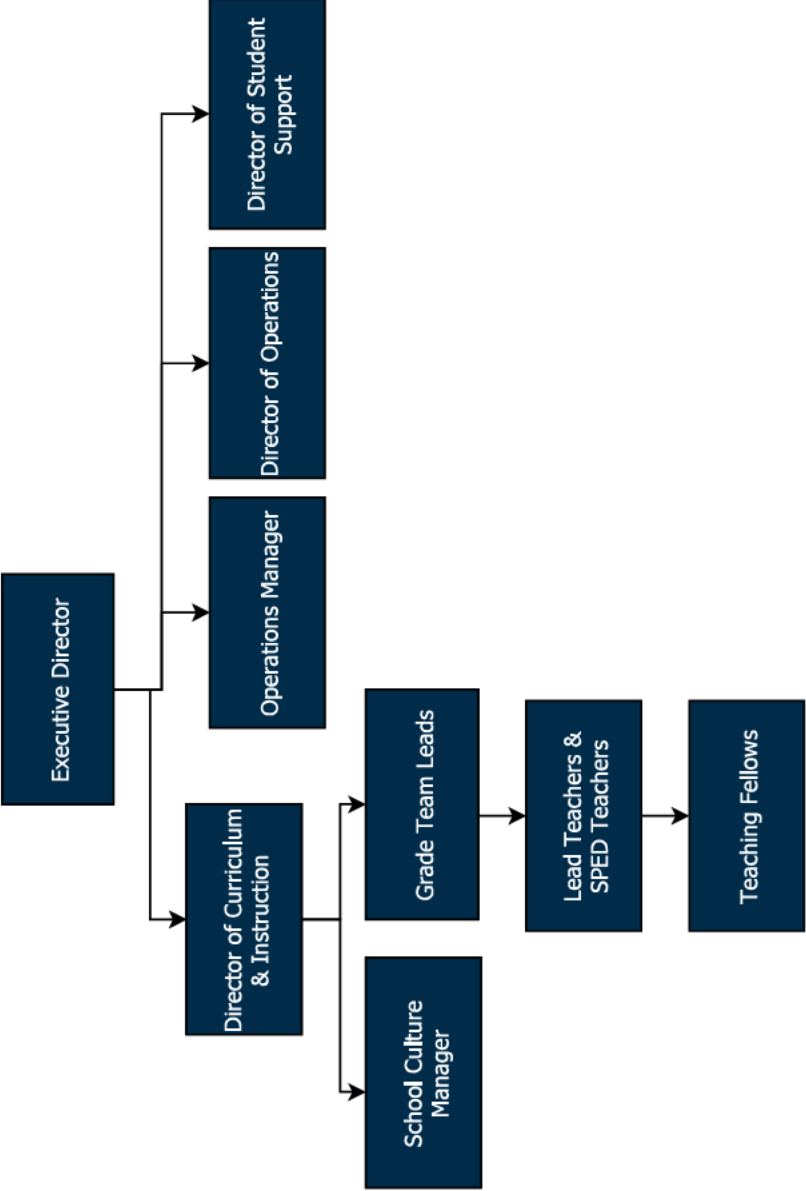 Executive Director
Director of Curriculum
& Instruction
Operations Manager
Director of Operations
Director of Student
Support
School Culture
Manager
Grade Team Leads
Lead Teachers &
SPED Teachers
Teaching Fellows